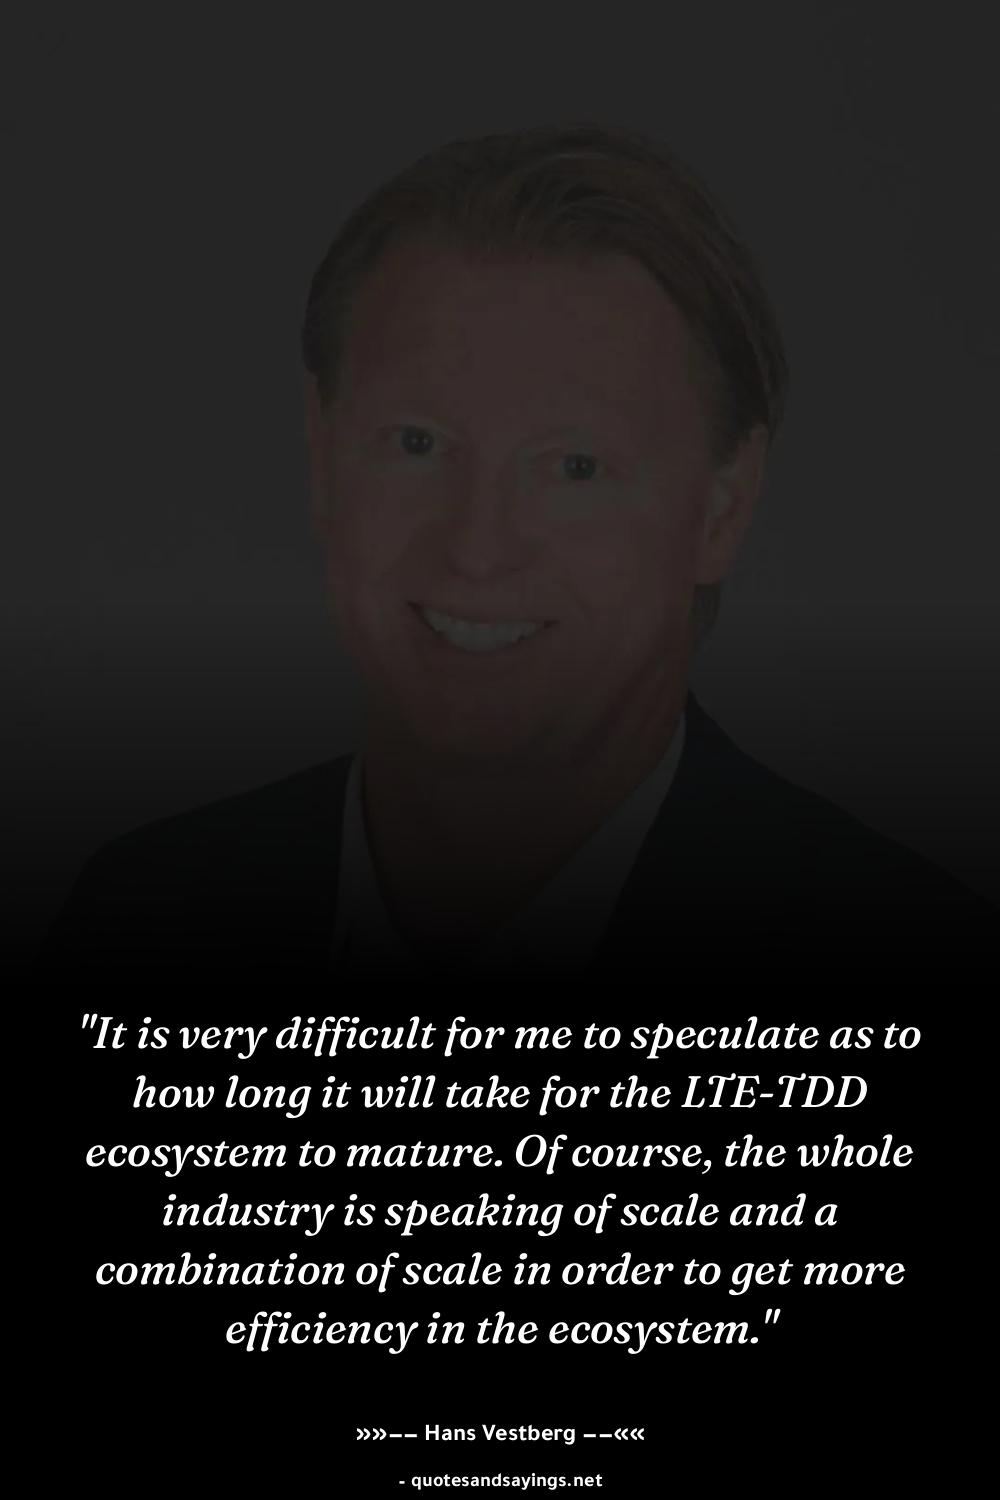 "It is very difficult for me to speculate as to
how long it will take for the LTE-TDD
ecosystem to mature. Of course, the whole
industry is speaking of scale and a
combination of scale in order to get more
efficiency in the ecosystem."
»»−− Hans Vestberg −−««
- quotesandsayings.net